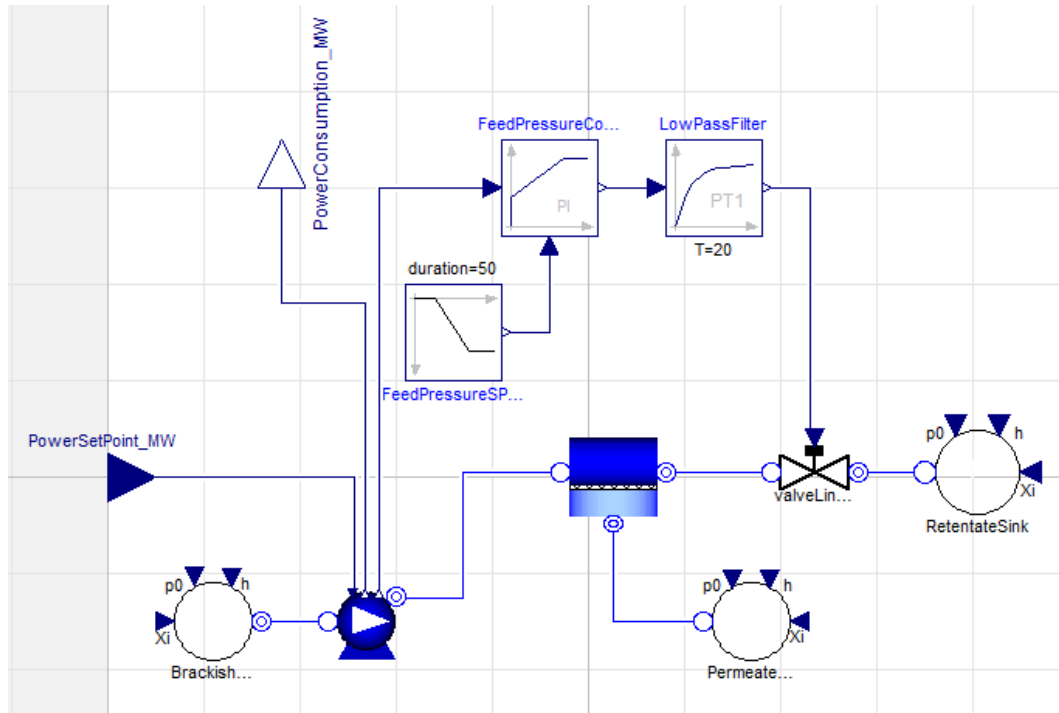 PowerConsumption_MW
FeedPressureCo...
LowPassFilter
PI
PT1
T=20
duration=50
FeedPressureSP...
PowerSetPoint_MW
p0
h
Xi
RetentateSink
valveLin...
p0
h
Xi
Brackish...
p0
h
Xi
Permeate...